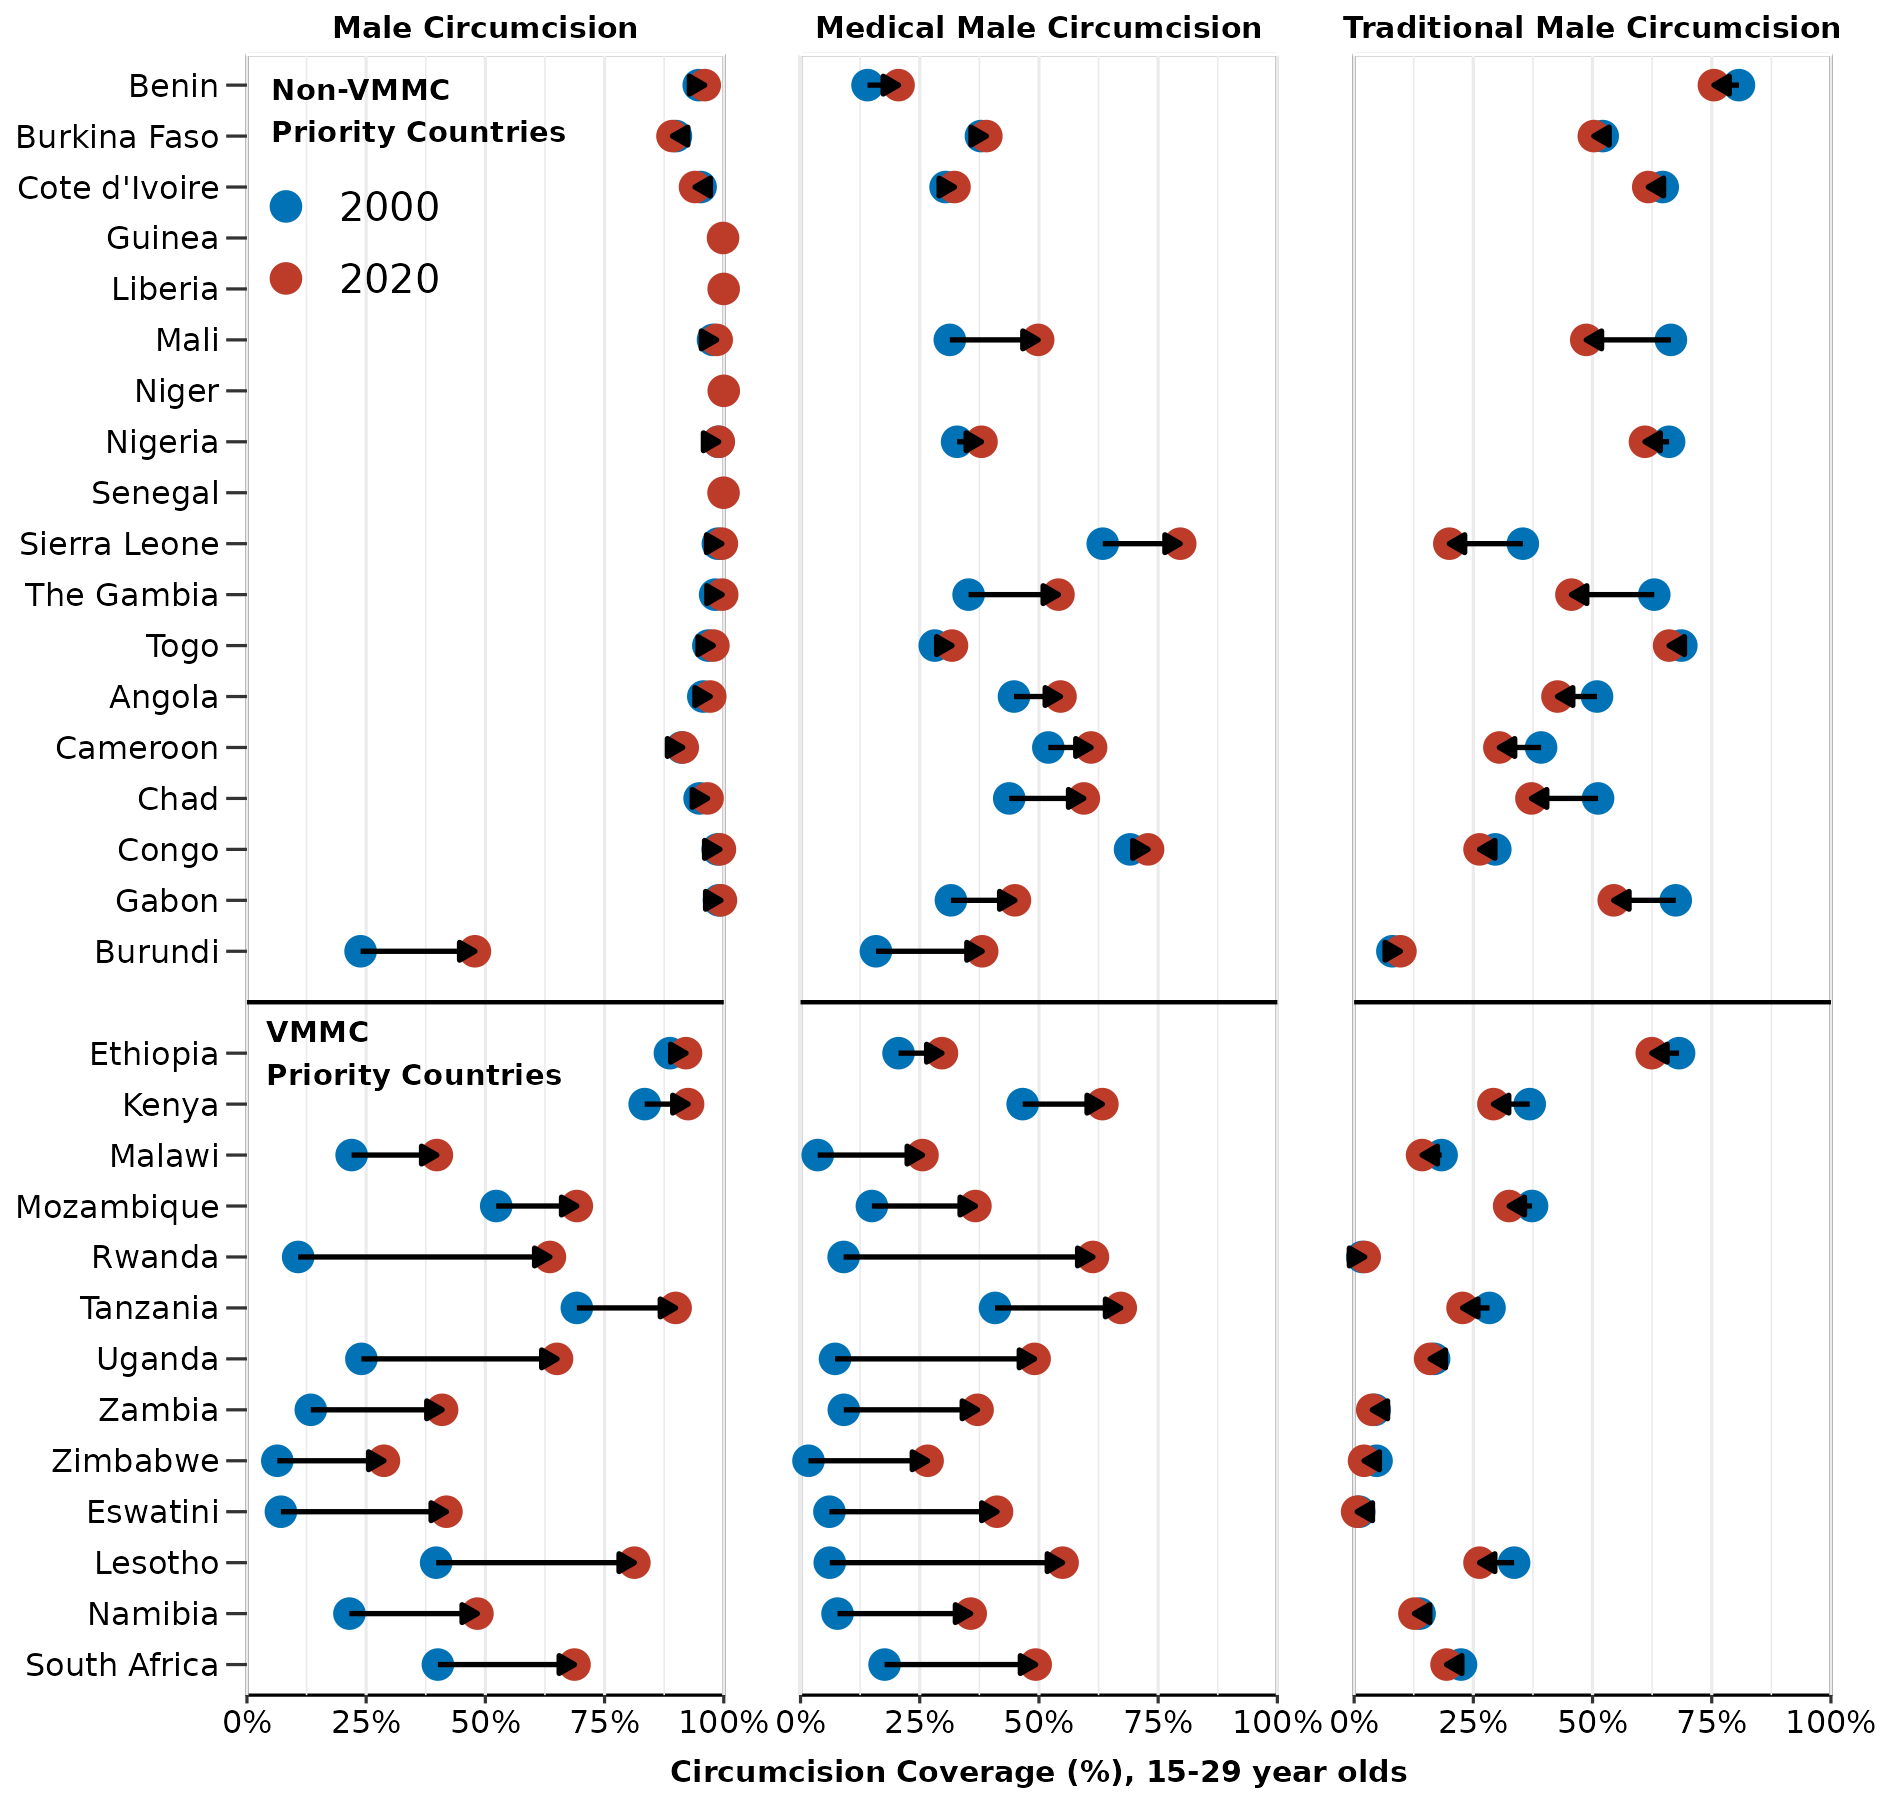 Male Circumcision
Medical Male Circumcision
Traditional Male Circumcision
Non-VMMC
Priority Countries
2000
2020
Benin
Burkina Faso
Cote d'Ivoire
Guinea
Liberia
Mali
Niger
Nigeria
Senegal
Sierra Leone
The Gambia
Togo
Angola
Cameroon
Chad
Congo
Gabon
Burundi
VMMC
Priority Countries
Ethiopia
Kenya
Malawi
Mozambique
Rwanda
Tanzania
Uganda
Zambia
Zimbabwe
Eswatini
Lesotho
Namibia
South Africa
0% 25% 50% 75% 100%
0% 25% 50% 75% 100%
0% 25% 50% 75% 100%
Circumcision Coverage (%), 15-29 year olds